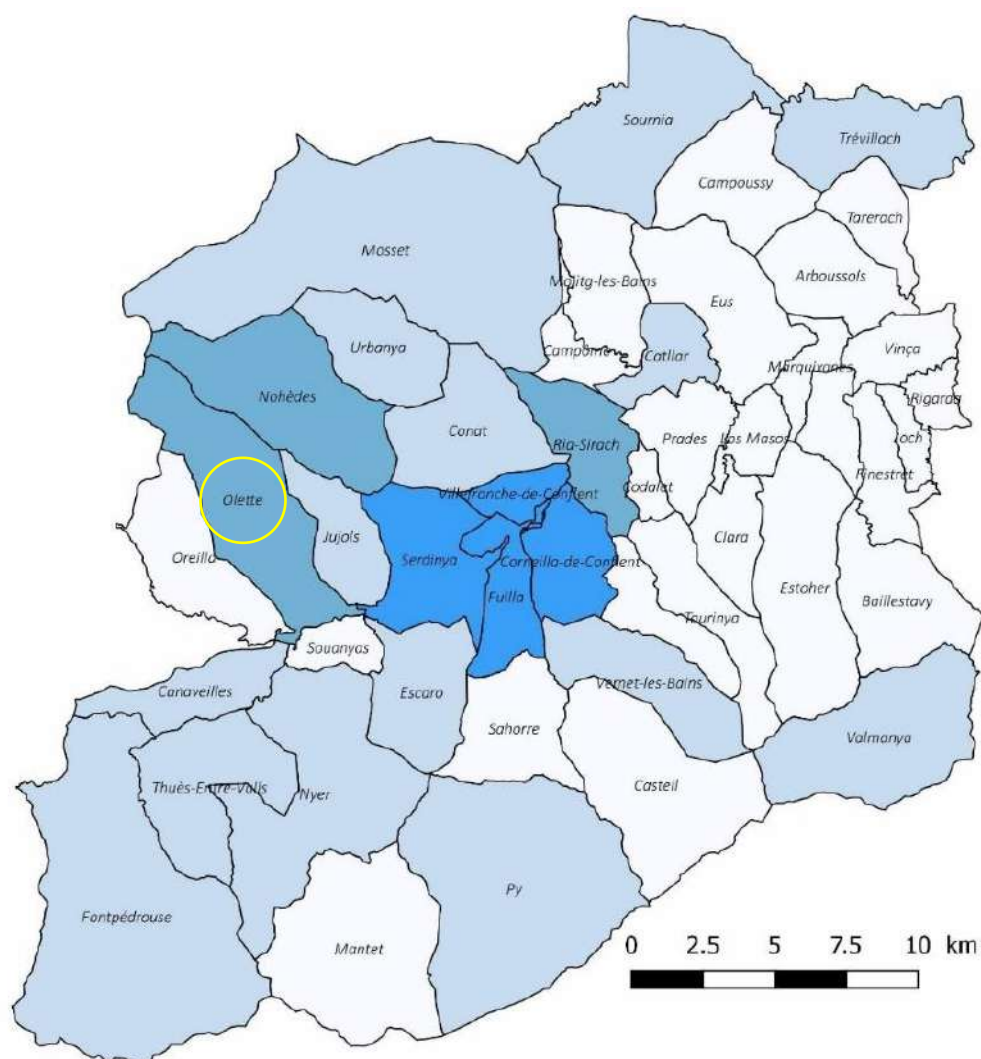 Sournia
Trévillach
Campoussy
Tarerach
Mosset
Molitg-les-Bains
Arboussols
Eus
Urbanya
Campôme
Catllar
Vinça
Marquixanes
Rigarda
Nohèdes
Conat
Ria-Sirach
Prades
Los Masos
Joch
Finestret
Villefranche-de-Conflent
Codalet
Olette
Jujols
Clara
Oreilla
Serdinya
Corneilla-de-Conflent
Estoher
Baillestavy
Fuilla
Taurinya
Souanyas
Canaveilles
Escaro
Vernet-les-Bains
Sahorre
Valmanya
Thuès-Entre-Valls
Nyer
Casteil
Py
Fontpédrouse
Mantet
0 2.5 5 7.5 10 km